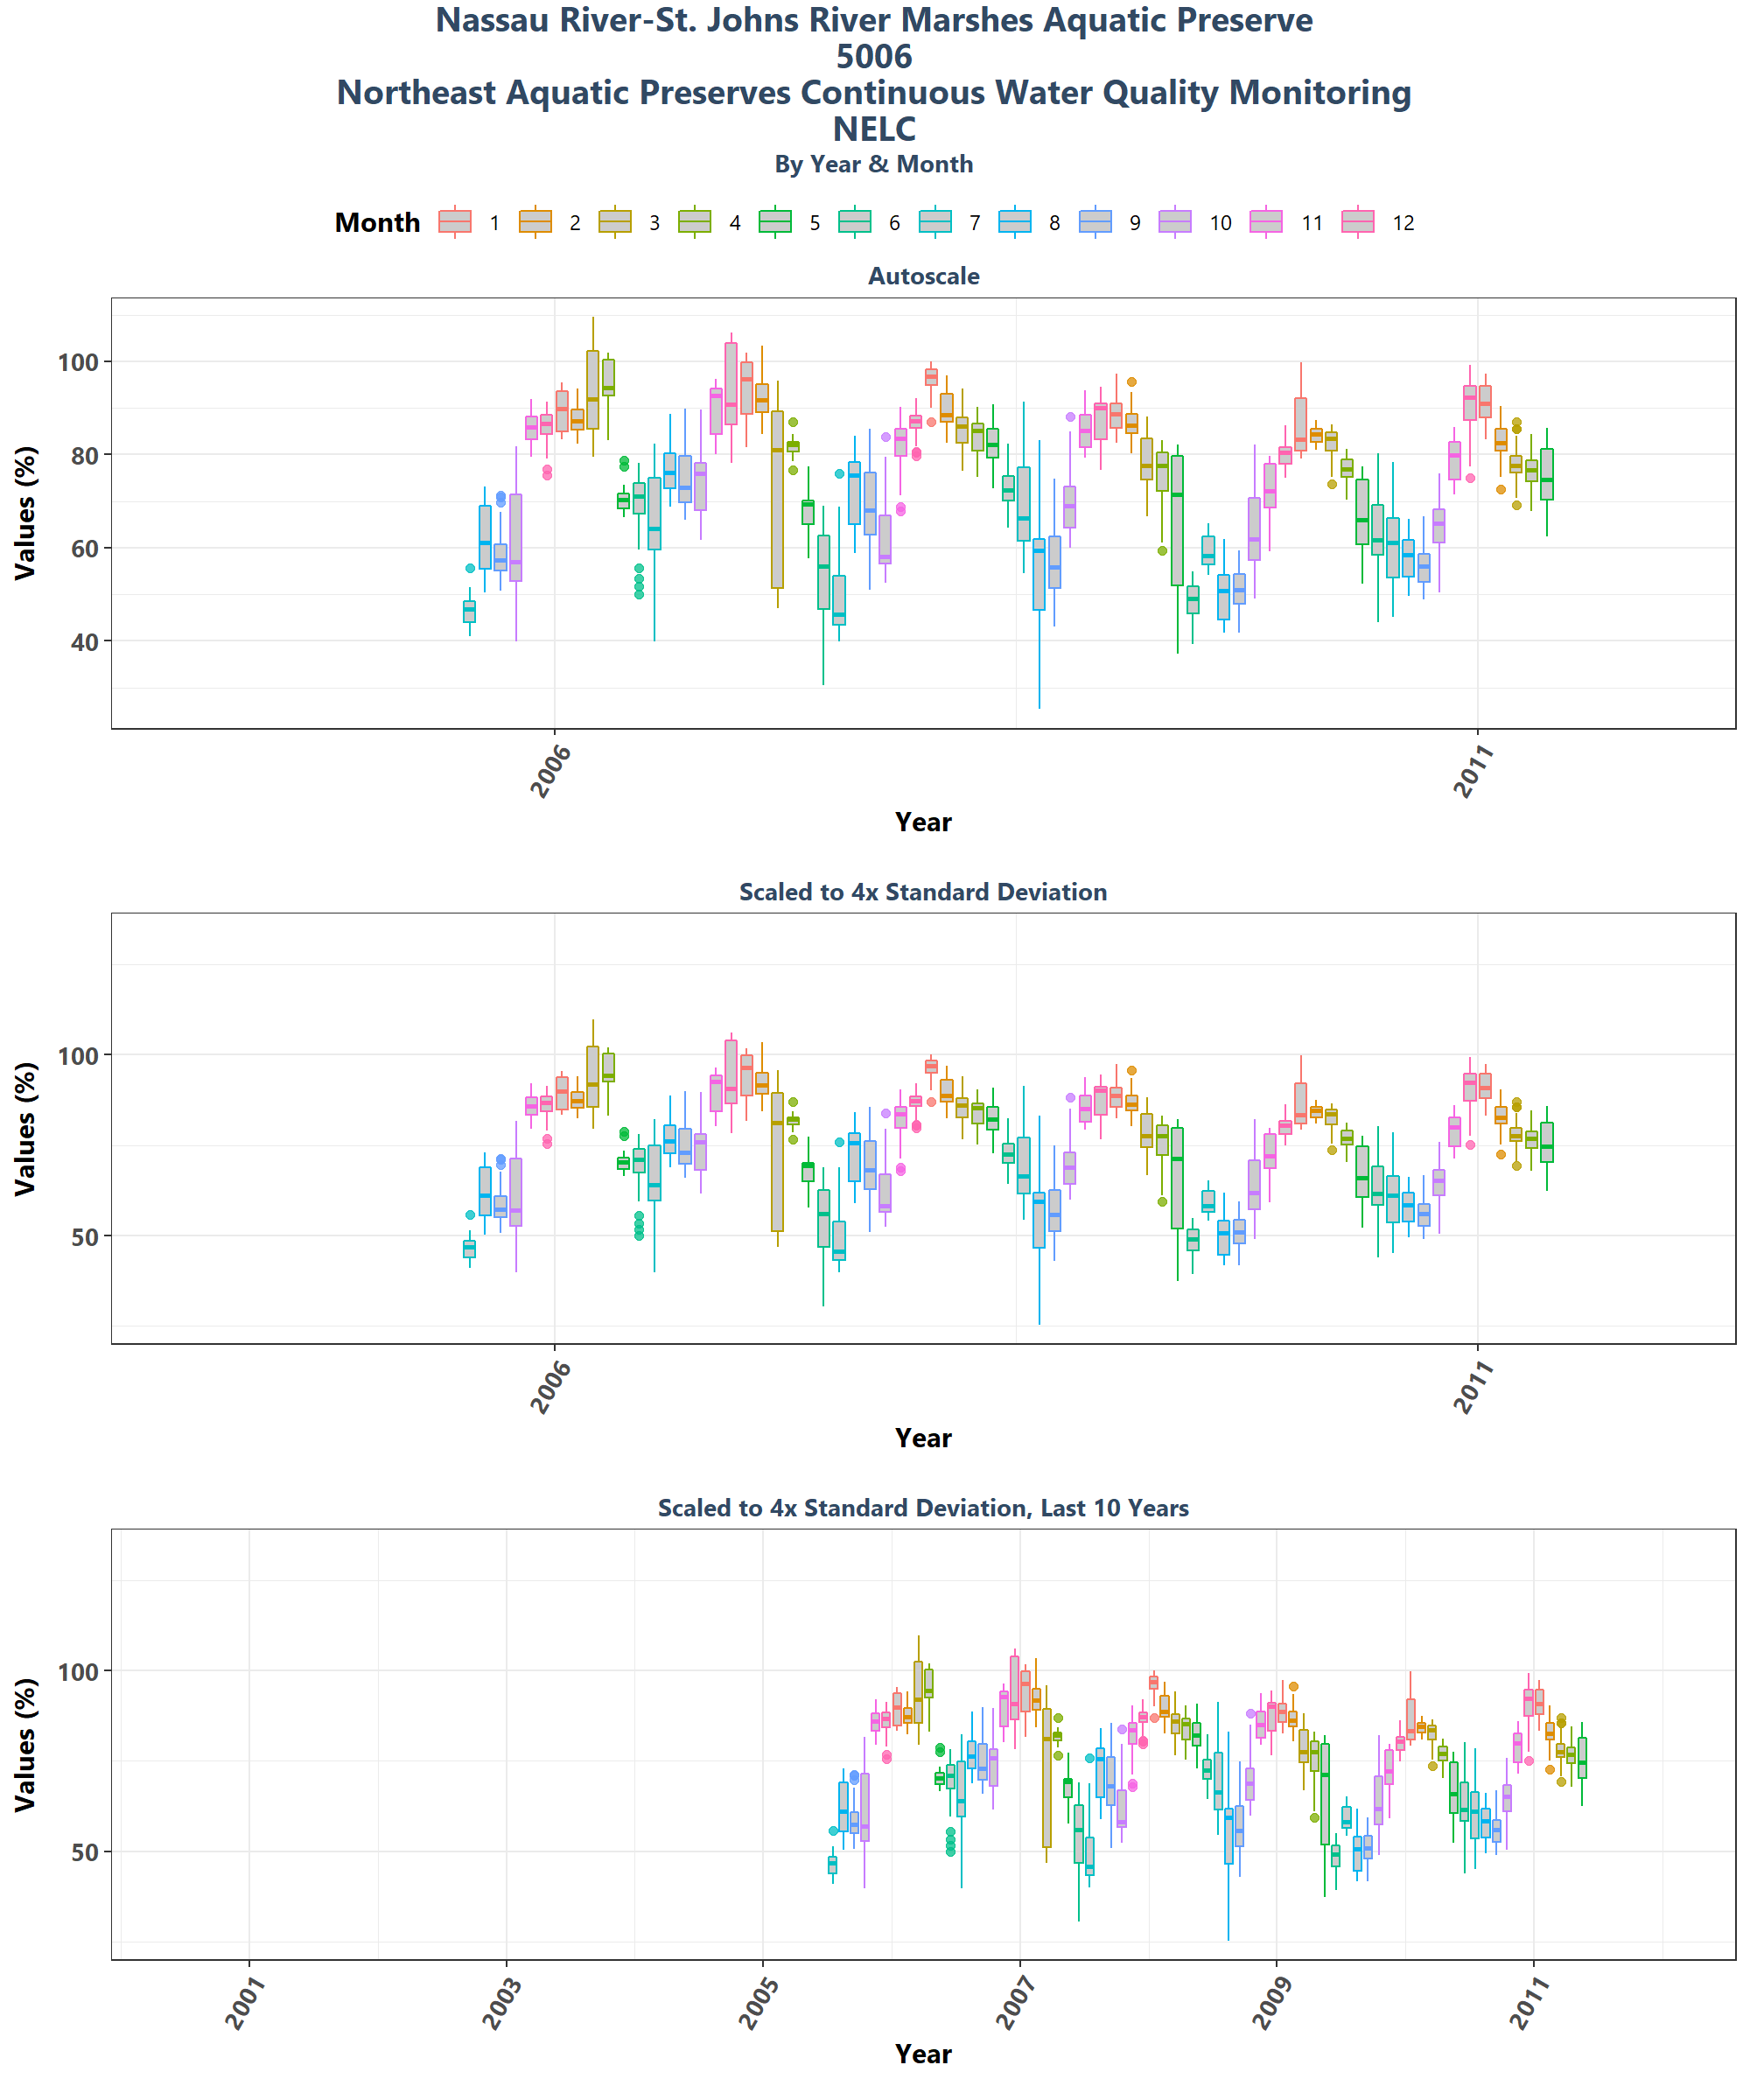 Nassau River-St. Johns River Marshes Aquatic Preserve
5006
Northeast Aquatic Preserves Continuous Water Quality Monitoring
NELC
By Year & Month
Month 1 2 3 4 5 6 7 8 9 10 11 12
Autoscale
Values (%)
100
80
60
40
2006 2011
Year
Scaled to 4x Standard Deviation
Values (%)
100
50
2006 2011
Year
Scaled to 4x Standard Deviation, Last 10 Years
Values (%)
100
50
2001 2003 2005 2007 2009 2011
Year